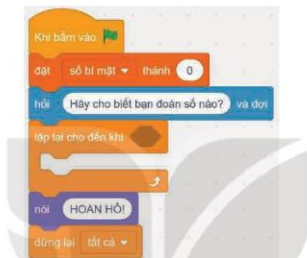 Khi bấm vào
đặt số bí mật thành 0
hỏi Hãy cho biết bạn đoán số nào? và đợi
lặp lại cho đến khi
nói HOAN HÔ!
dừng lại tất cả